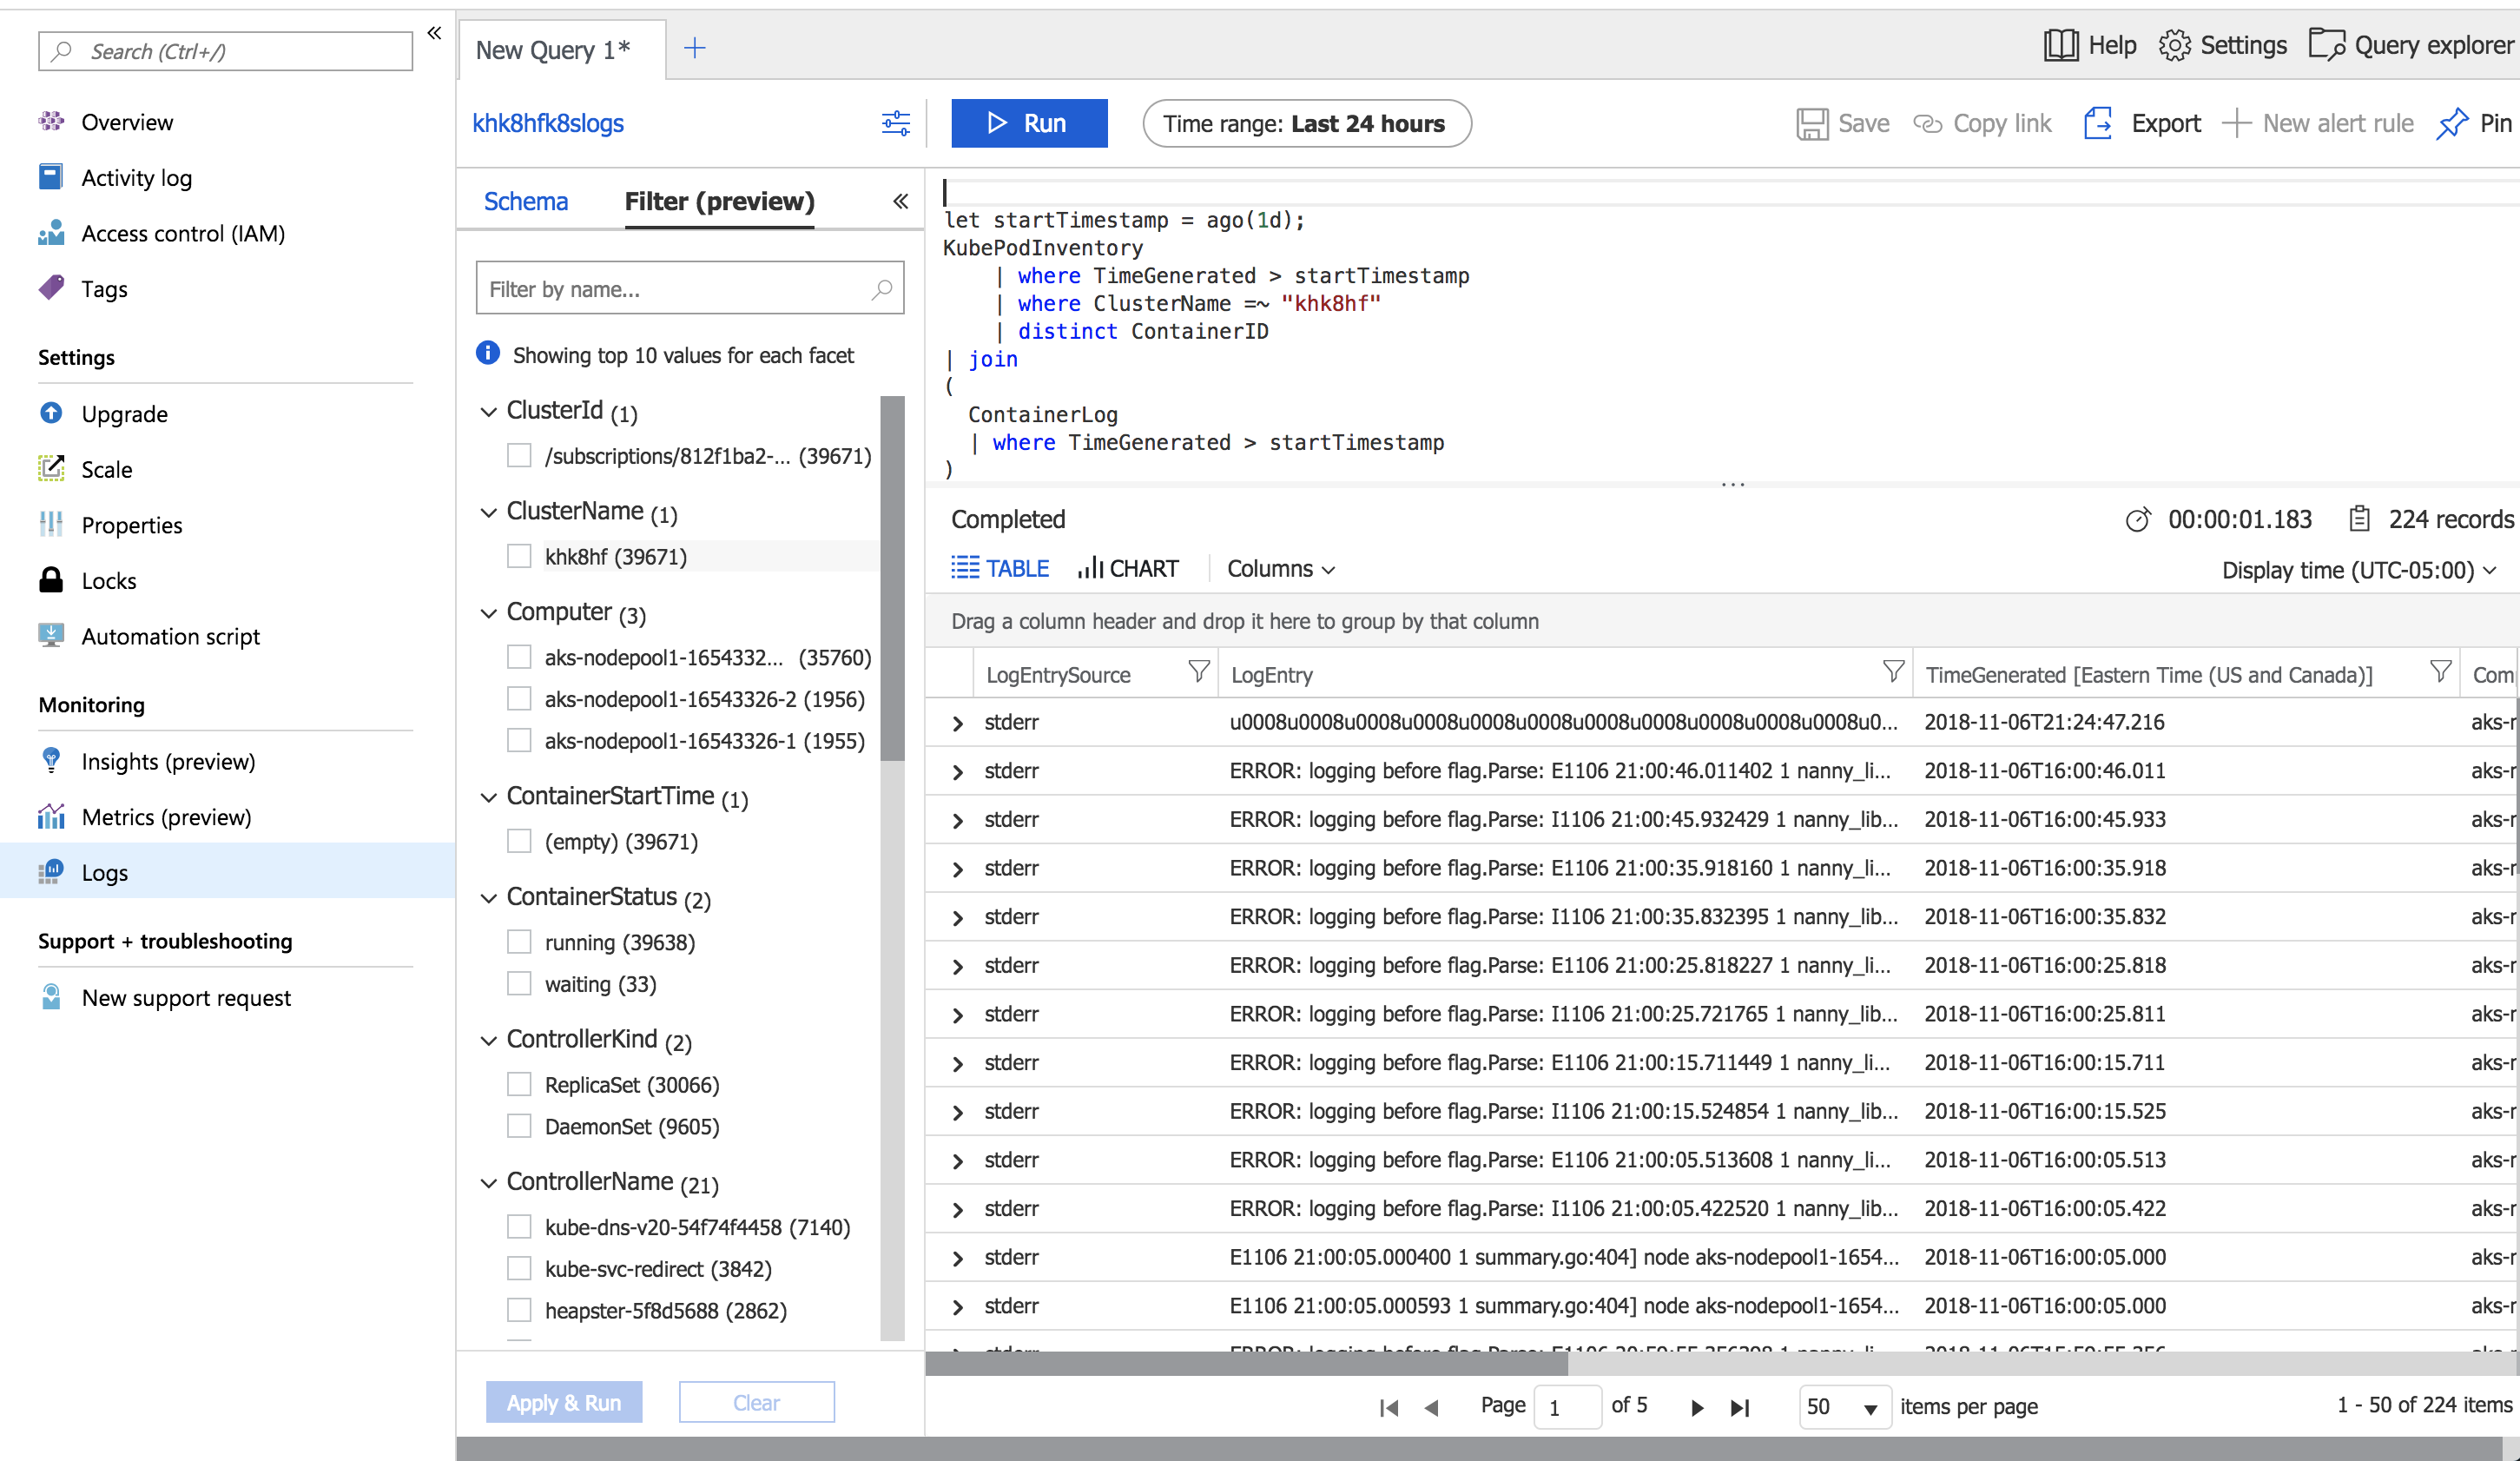 Search (Ctrl+/)
«
Overview
Activity log
Access control (IAM)
Tags
Settings
Upgrade
Scale
Properties
Locks
Automation script
Monitoring
Insights (preview)
Metrics (preview)
Logs
Support + troubleshooting
New support request
New Query 1*
+
Help
Settings
Query explorer
khk8hfk8slogs
Run
Time range: Last 24 hours
Save
Copy link
Export
New alert rule
Pin
Schema
Filter (preview)
«
Filter by name...
Showing top 10 values for each facet
ClusterId (1)
/subscriptions/812f1ba2-... (39671)
ClusterName (1)
khk8hf (39671)
Computer (3)
aks-nodepool1-1654332... (35760)
aks-nodepool1-16543326-2 (1956)
aks-nodepool1-16543326-1 (1955)
ContainerStartTime (1)
(empty) (39671)
ContainerStatus (2)
running (39638)
waiting (33)
ControllerKind (2)
ReplicaSet (30066)
DaemonSet (9605)
ControllerName (21)
kube-dns-v20-54f74f4458 (7140)
kube-svc-redirect (3842)
heapster-5f8d5688 (2862)
Apply & Run
Clear
let startTimestamp = ago(1d);
KubePodInventory
| where TimeGenerated > startTimestamp
| where ClusterName =~ "khk8hf"
| distinct ContainerID
| join
(
ContainerLog
| where TimeGenerated > startTimestamp
)
...
Completed
00:00:01.183
224 records
TABLE
CHART
Columns
Display time (UTC-05:00)
Drag a column header and drop it here to group by that column
LogEntrySource LogEntry TimeGenerated [Eastern Time (US and Canada)] Com
stderr u0008u0008u0008u0008u0008u0008u0008u0008u0008u0008u0008u0... 2018-11-06T21:24:47.216 aks-r
stderr ERROR: logging before flag.Parse: E1106 21:00:46.011402 1 nanny_li... 2018-11-06T16:00:46.011 aks-r
stderr ERROR: logging before flag.Parse: I1106 21:00:45.932429 1 nanny_lib... 2018-11-06T16:00:45.933 aks-r
stderr ERROR: logging before flag.Parse: E1106 21:00:35.918160 1 nanny_li... 2018-11-06T16:00:35.918 aks-r
stderr ERROR: logging before flag.Parse: I1106 21:00:35.832395 1 nanny_lib... 2018-11-06T16:00:35.832 aks-r
stderr ERROR: logging before flag.Parse: E1106 21:00:25.818227 1 nanny_li... 2018-11-06T16:00:25.818 aks-r
stderr ERROR: logging before flag.Parse: I1106 21:00:25.721765 1 nanny_lib... 2018-11-06T16:00:25.811 aks-r
stderr ERROR: logging before flag.Parse: E1106 21:00:15.711449 1 nanny_li... 2018-11-06T16:00:15.711 aks-r
stderr ERROR: logging before flag.Parse: I1106 21:00:15.524854 1 nanny_lib... 2018-11-06T16:00:15.525 aks-r
stderr ERROR: logging before flag.Parse: E1106 21:00:05.513608 1 nanny_li... 2018-11-06T16:00:05.513 aks-r
stderr ERROR: logging before flag.Parse: I1106 21:00:05.422520 1 nanny_lib... 2018-11-06T16:00:05.422 aks-r
stderr E1106 21:00:05.000400 1 summary.go:404] node aks-nodepool1-1654... 2018-11-06T16:00:05.000 aks-r
stderr E1106 21:00:05.000593 1 summary.go:404] node aks-nodepool1-1654... 2018-11-06T16:00:05.000 aks-r
Page 1 of 5
50 items per page
1 - 50 of 224 items